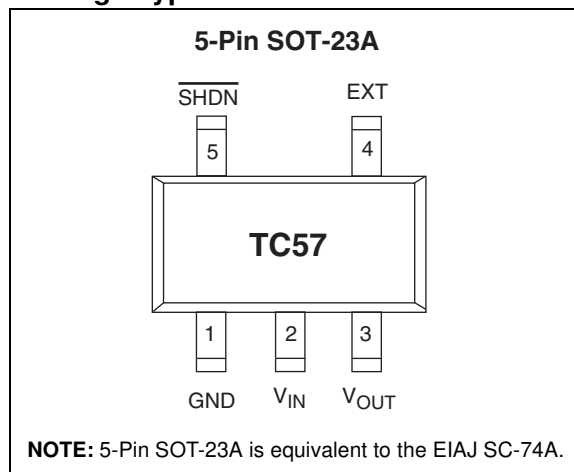 5-Pin SOT-23A
SHDN EXT
5 4
TC57
1 2 3
GND VIN VOUT
NOTE: 5-Pin SOT-23A is equivalent to the EIAJ SC-74A.